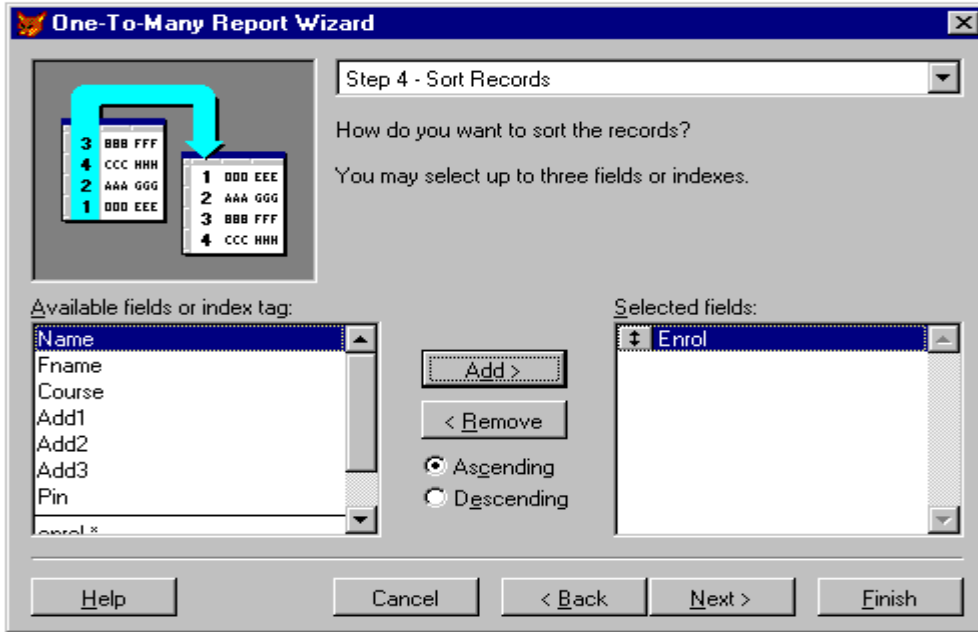 One-To-Many Report Wizard
Step 4 - Sort Records
How do you want to sort the records?
You may select up to three fields or indexes.
3 BBB FFF
4 CCC HHH
2 AAA GGG
1 DDD EEE
1 DDD EEE
2 AAA GGG
3 BBB FFF
4 CCC HHH
Available fields or index tag:
Name
Fname
Course
Add1
Add2
Add3
Pin
enrol *
Add >
< Remove
Ascending
Descending
Selected fields:
Enrol
Help
Cancel
< Back
Next >
Finish